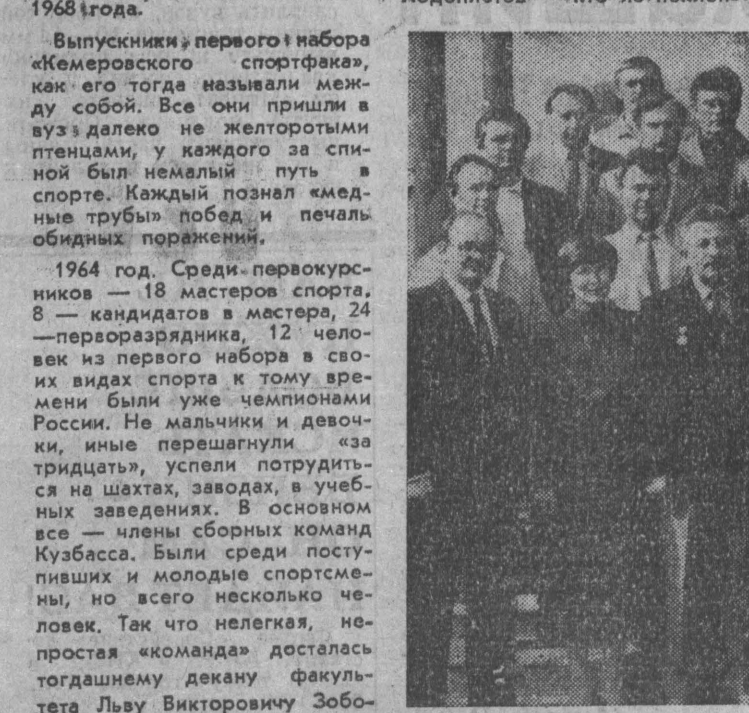 1968 года.
Выпускники первого набора
«Кемеровского спортфака»,
как его тогда называли меж-
ду собой. Все они пришли в
вуз далеко не желторотыми
птенцами, у каждого за спи-
ной был немалый путь в
спорте. Каждый познал «мед-
ные трубы» побед и печаль
обидных поражений.
1964 год. Среди первокурс-
ников — 18 мастеров спорта,
8 — кандидатов в мастера, 24
—перворазрядника, 12 чело-
век из первого набора в сво-
их видах спорта к тому вре-
мени были уже чемпионами
России. Не мальчики и девоч-
ки, иные перешагнули «за
тридцать», успели потрудить-
ся на шахтах, заводах, в учеб-
ных заведениях. В основном
все — члены сборных команд
Кузбасса. Были среди посту-
пивших и молодые спортсме-
ны, но всего несколько че-
ловек. Так что нелегкая, не-
простая «команда» досталась
тогдашнему декану факуль-
тета Льву Викторовичу Зобо-